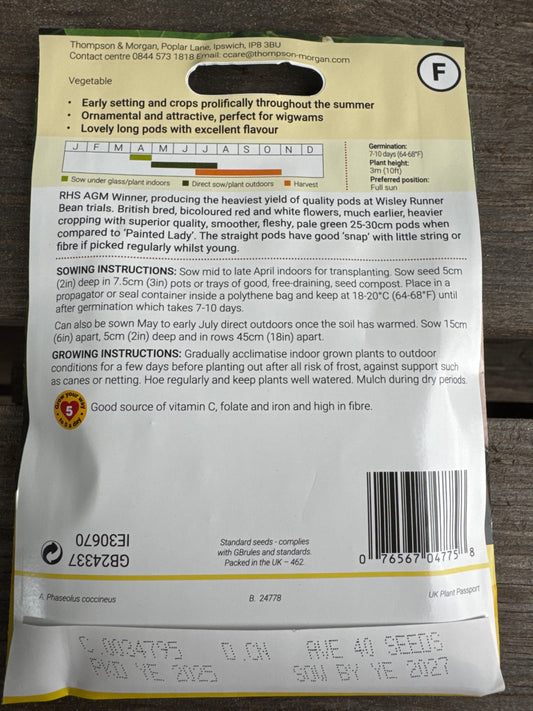 Thompson & Morgan, Poplar Lane, Ipswich, IP8 3BU
Contact centre 0844 573 1818 Email: ccare@thompson-morgan.com
F
Vegetable
• Early setting and crops prolifically throughout the summer
• Ornamental and attractive, perfect for wigwams
• Lovely long pods with excellent flavour
J F M A M J J A S O N D
Sow under glass/plant indoors Direct sow/plant outdoors Harvest
Germination:
7-10 days (64-68°F)
Plant height:
3m (10ft)
Preferred position:
Full sun
RHS AGM Winner, producing the heaviest yield of quality pods at Wisley Runner
Bean trials. British bred, bicoloured red and white flowers, much earlier, heavier
cropping with superior quality, smoother, fleshy, pale green 25-30cm pods when
compared to 'Painted Lady'. The straight pods have good 'snap' with little string or
fibre if picked regularly whilst young.
SOWING INSTRUCTIONS: Sow mid to late April indoors for transplanting. Sow seed 5cm
(2in) deep in 7.5cm (3in) pots or trays of good, free-draining, seed compost. Place in a
propagator or seal container inside a polythene bag and keep at 18-20°C (64-68°F) until
after germination which takes 7-10 days.
Can also be sown May to early July direct outdoors once the soil has warmed. Sow 15cm
(6in) apart, 5cm (2in) deep and in rows 45cm (18in) apart.
GROWING INSTRUCTIONS: Gradually acclimatise indoor grown plants to outdoor
conditions for a few days before planting out after all risk of frost, against support such
as canes or netting. Hoe regularly and keep plants well watered. Mulch during dry periods.
5
Good source of vitamin C, folate and iron and high in fibre.
GB24337
IE30670
Standard seeds - complies
with GBrules and standards.
Packed in the UK – 462.
0 76567 04775 8
A. Phaseolus coccineus
B. 24778
UK Plant Passport
C.0034795 D.CN AVE 40 SEEDS
PKD YE 2025 SOW BY YE 2027